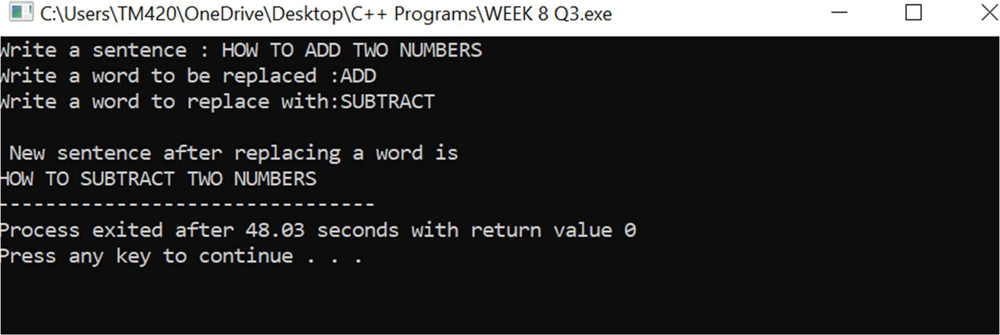 C:\Users\TM420\OneDrive\Desktop\C++ Programs\WEEK 8 Q3.exe
Write a sentence : HOW TO ADD TWO NUMBERS
Write a word to be replaced :ADD
Write a word to replace with:SUBTRACT
New sentence after replacing a word is
HOW TO SUBTRACT TWO NUMBERS
--------------------------------
Process exited after 48.03 seconds with return value 0
Press any key to continue . . .